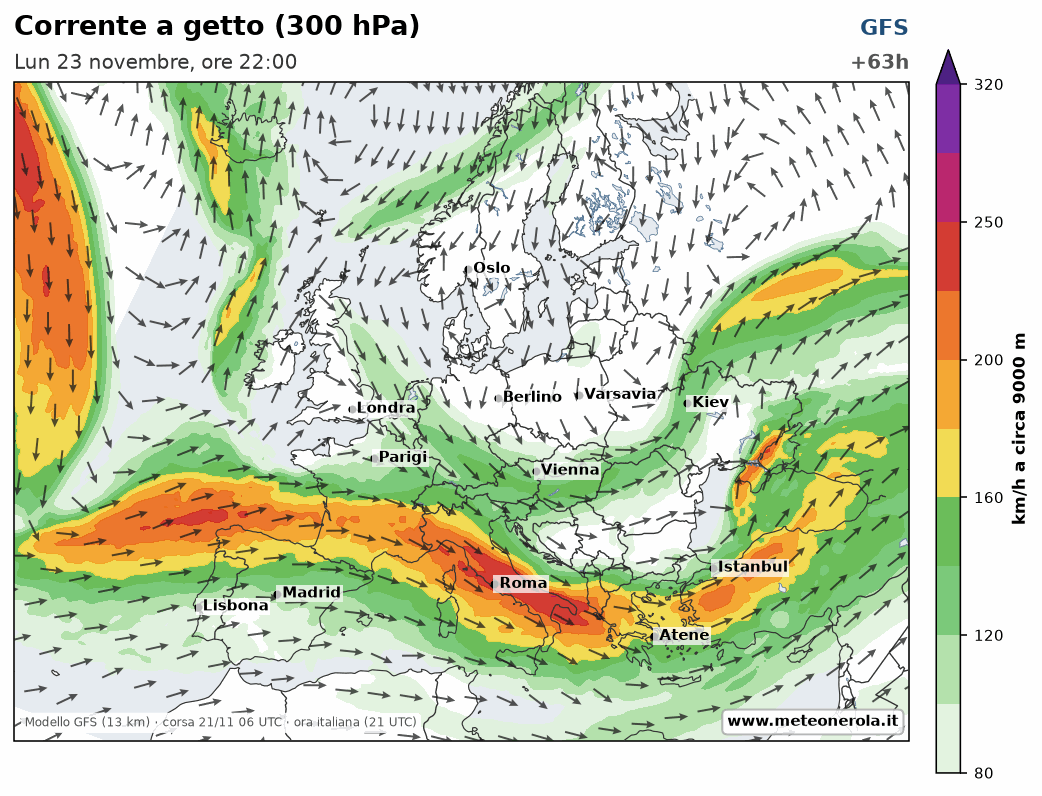 Corrente a getto (300 hPa)
GFS
Lun 23 novembre, ore 22:00
+63h
320
250
200
160
120
80
km/h a circa 9000 m
Oslo
Londra
Berlino
Varsavia
Kiev
Parigi
Vienna
Istanbul
Roma
Madrid
Lisbona
Atene
Modello GFS (13 km) · corsa 21/11 06 UTC · ora italiana (21 UTC)
www.meteonerola.it